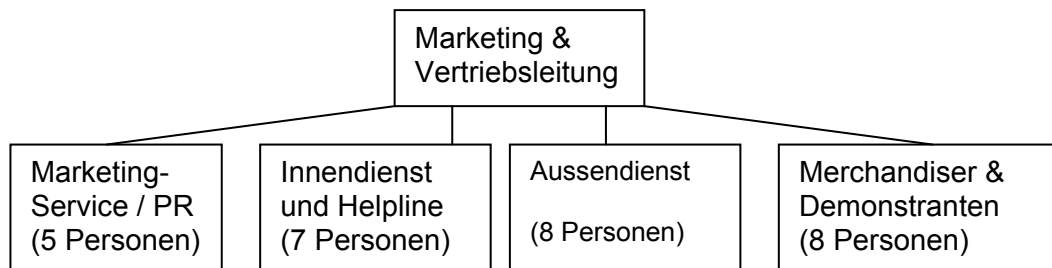 Marketing &
Vertriebsleitung
Marketing-
Service / PR
(5 Personen)
Innendienst
und Helpline
(7 Personen)
Aussendienst
(8 Personen)
Merchandiser &
Demonstranten
(8 Personen)